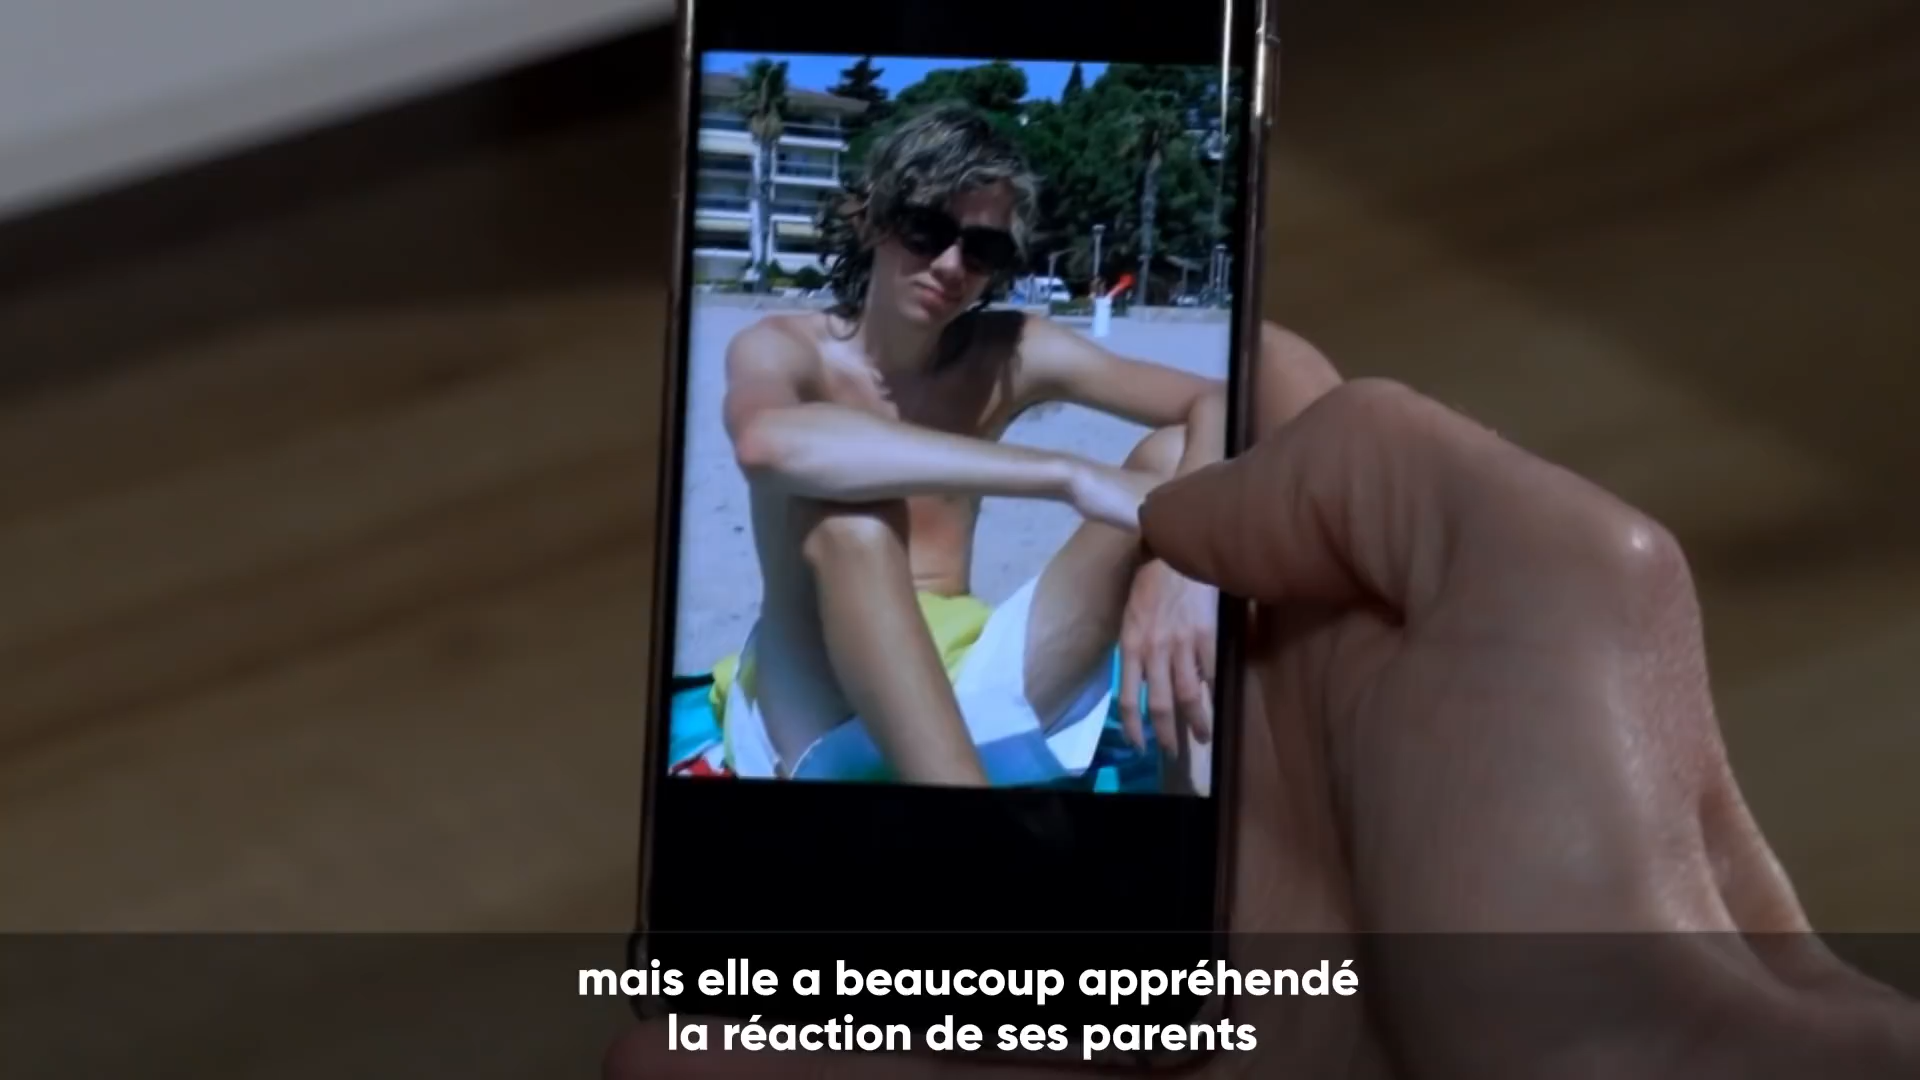 mais elle a beaucoup appréhendé
la réaction de ses parents